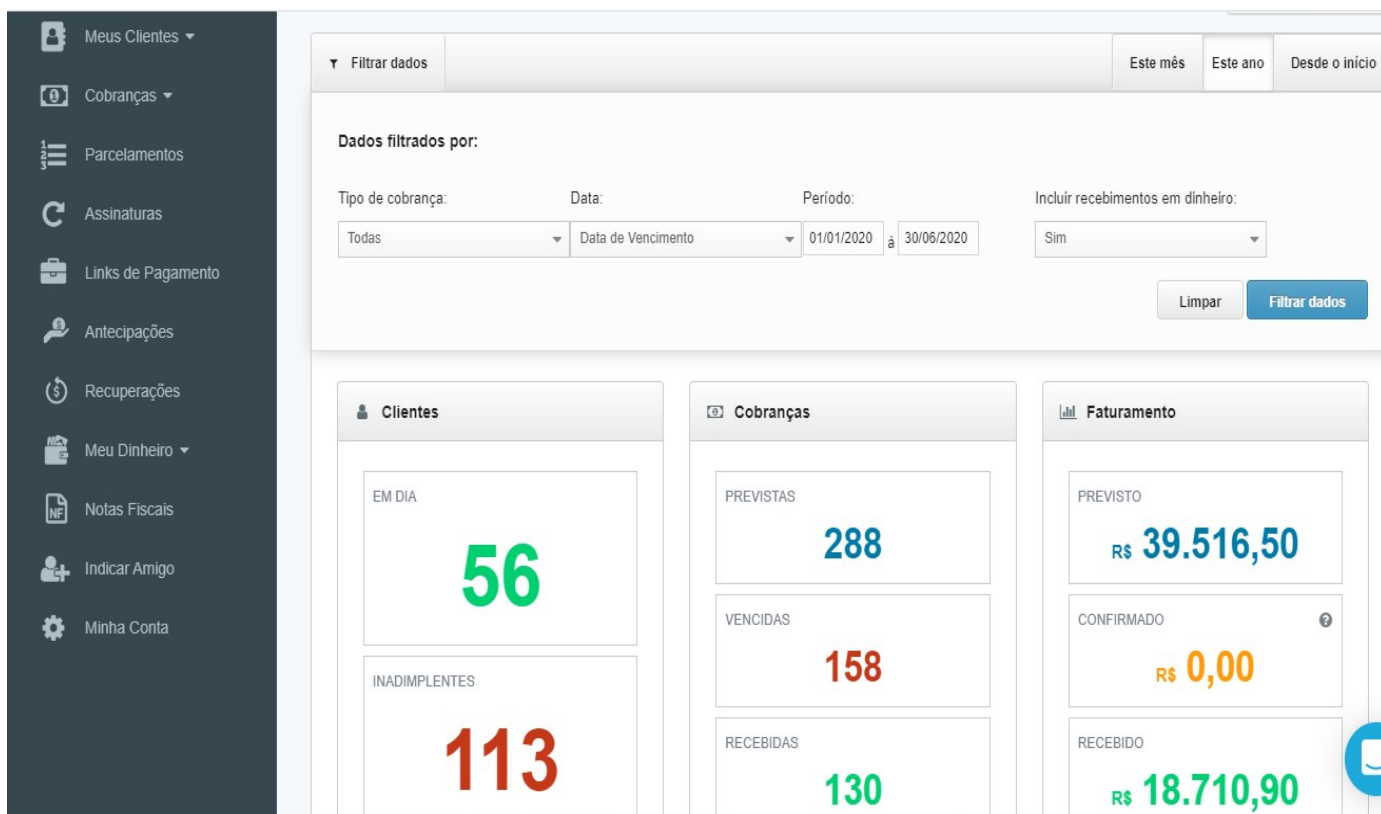 Meus Clientes
Cobranças
Parcelamentos
Assinaturas
Links de Pagamento
Antecipações
Recuperações
Meu Dinheiro
NF Notas Fiscais
Indicar Amigo
Minha Conta
Filtrar dados Este mês Este ano Desde o início
Dados filtrados por:
Tipo de cobrança: Data: Período: Incluir recebimentos em dinheiro:
Todas Data de Vencimento 01/01/2020 à 30/06/2020 Sim
Limpar Filtrar dados
Clientes
EM DIA
56
INADIMPLENTES
113
Cobranças
PREVISTAS
288
VENCIDAS
158
RECEBIDAS
130
Faturamento
PREVISTO
R$ 39.516,50
CONFIRMADO
R$ 0,00
RECEBIDO
R$ 18.710,90